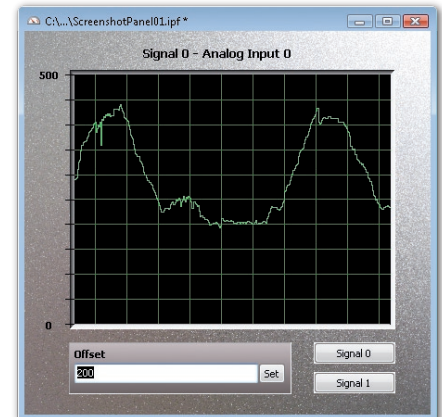 C:\...\ScreenshotPanel01.ipf *
Signal 0 - Analog Input 0
500
0
Offset
200
Set
Signal 0
Signal 1